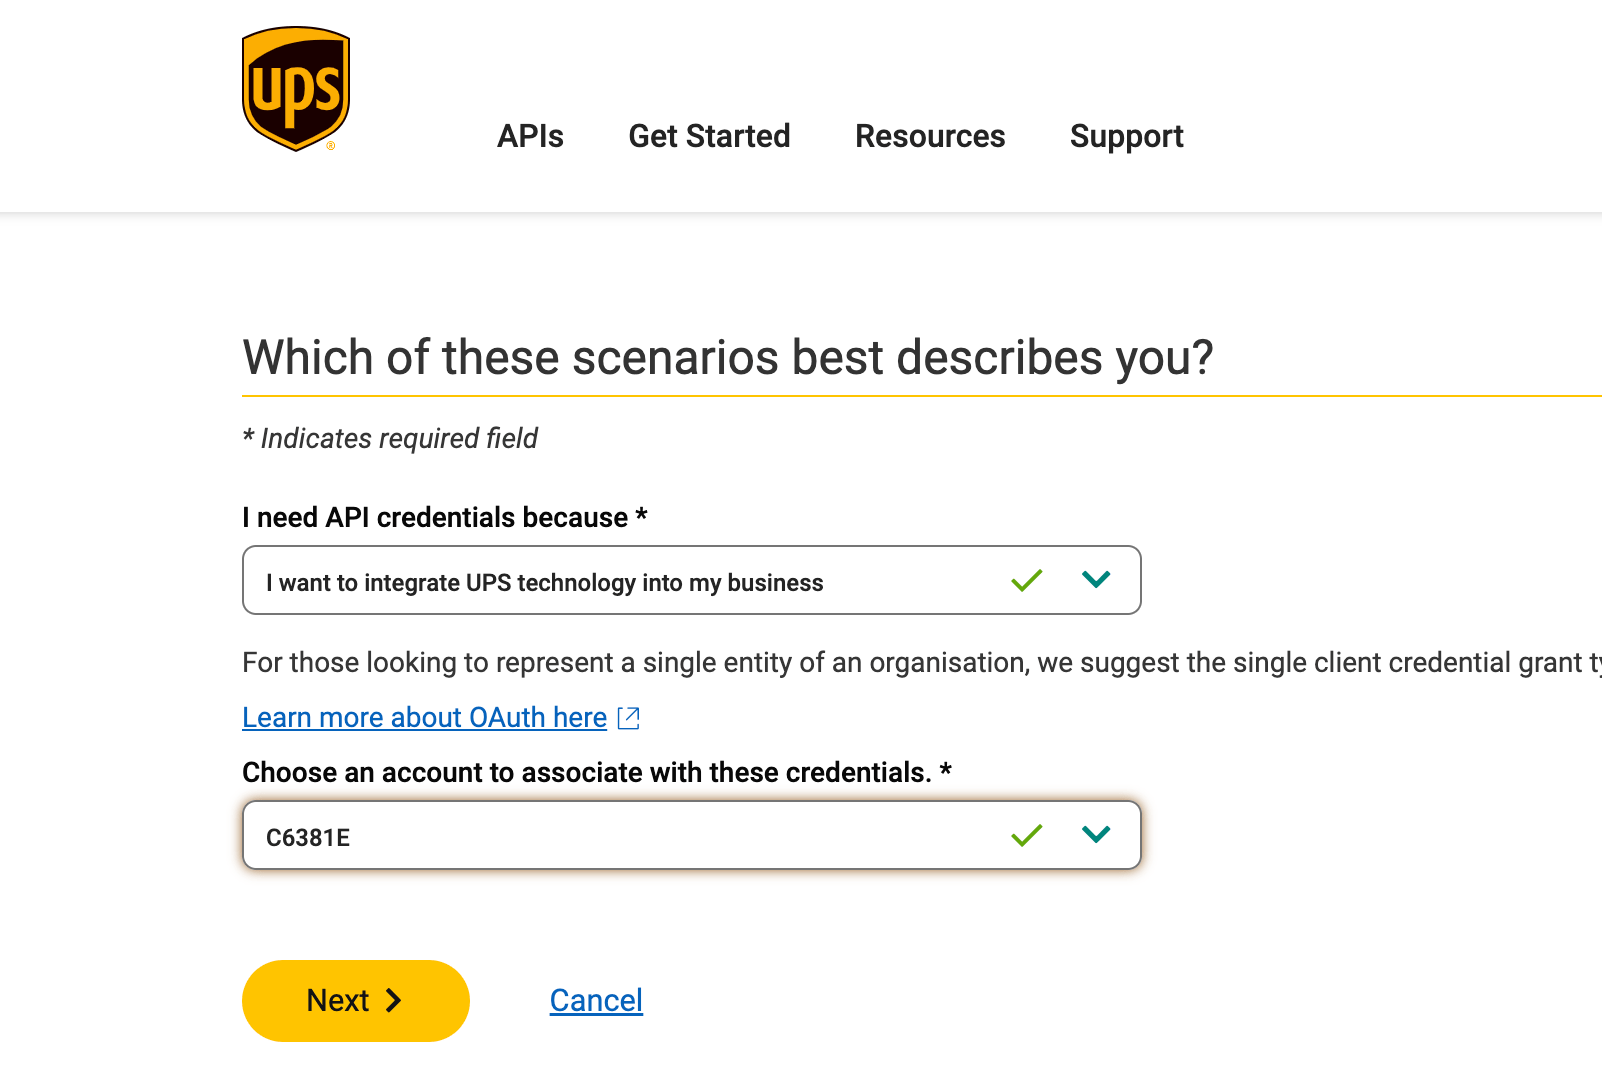 ups
APIs Get Started Resources Support
Which of these scenarios best describes you?
* Indicates required field
I need API credentials because *
I want to integrate UPS technology into my business
For those looking to represent a single entity of an organisation, we suggest the single client credential grant
Learn more about OAuth here
Choose an account to associate with these credentials. *
C6381E
Next Cancel